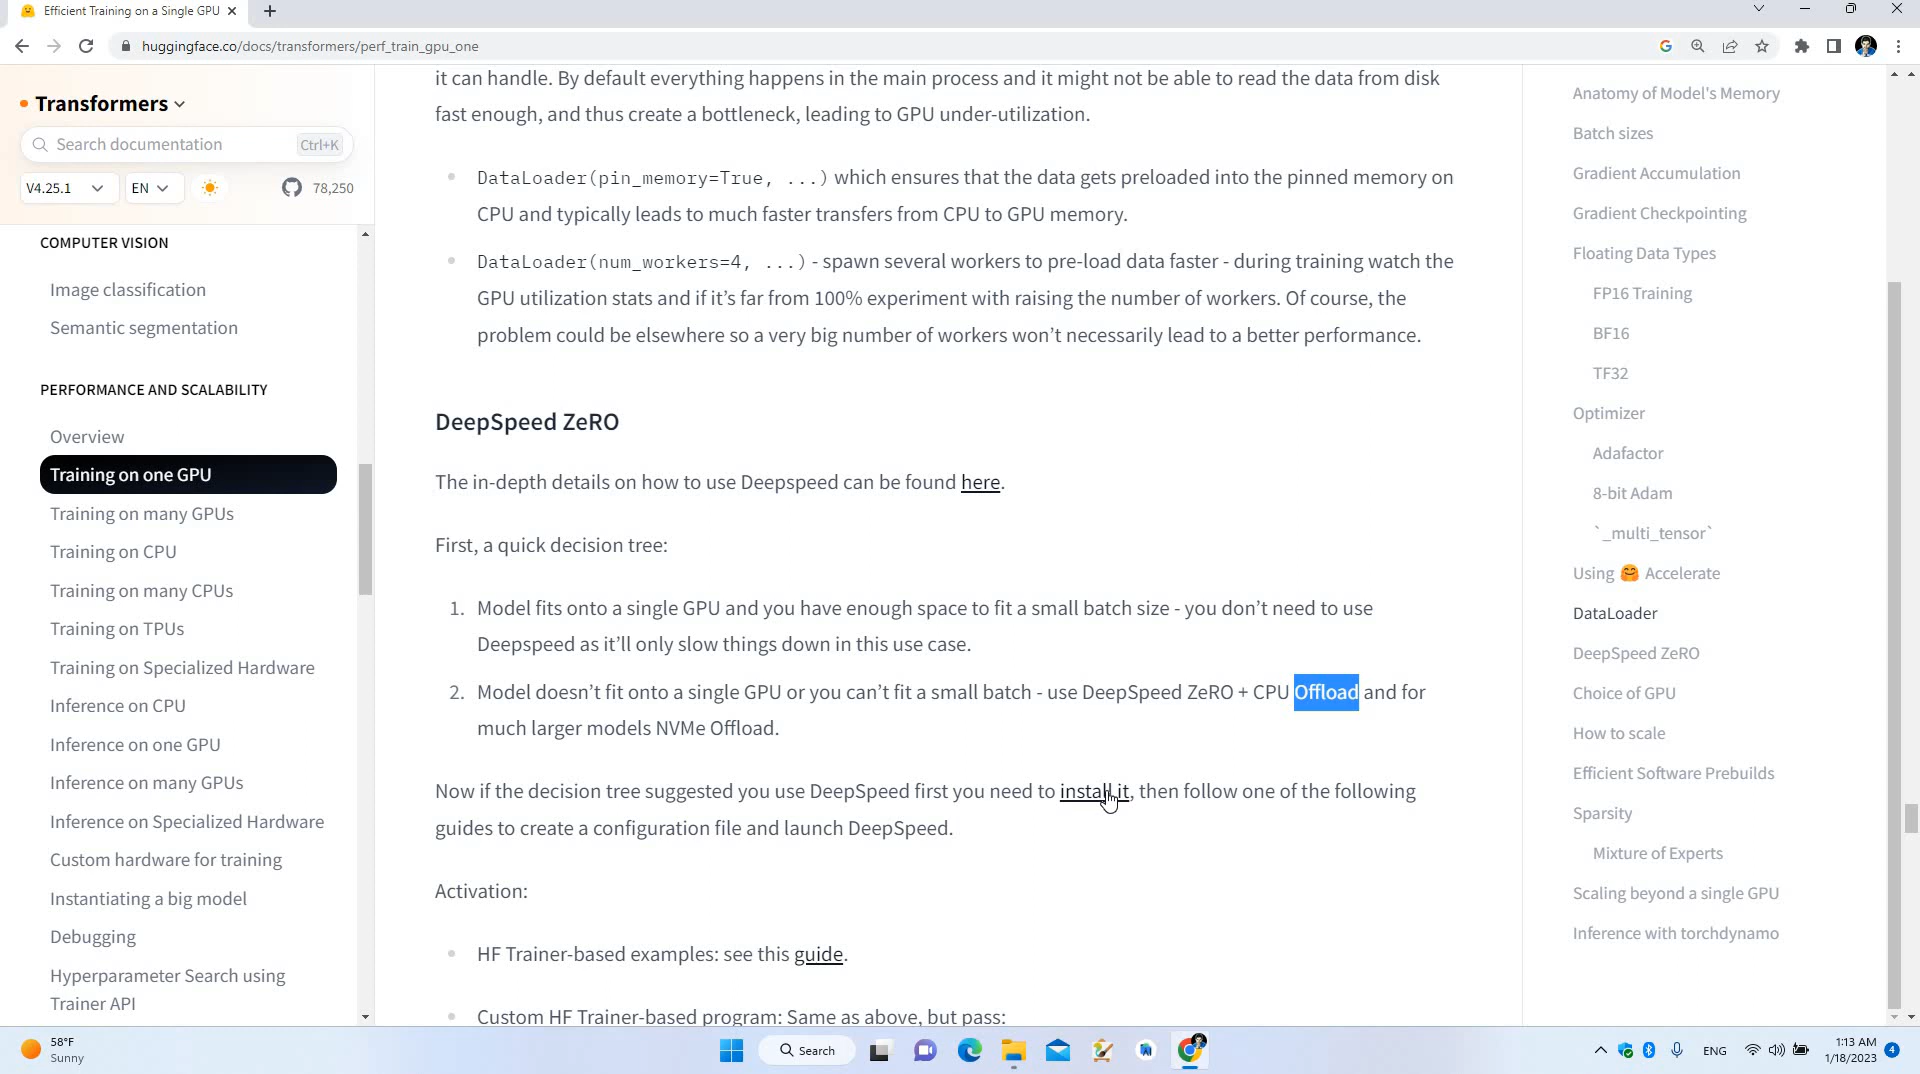 Efficient Training on a Single GPU
huggingface.co/docs/transformers/perf_train_gpu_one
Transformers
Search documentation
Ctrl+K
V4.25.1
EN
78,250
COMPUTER VISION
Image classification
Semantic segmentation
PERFORMANCE AND SCALABILITY
Overview
Training on one GPU
Training on many GPUs
Training on CPU
Training on many CPUs
Training on TPUs
Training on Specialized Hardware
Inference on CPU
Inference on one GPU
Inference on many GPUs
Inference on Specialized Hardware
Custom hardware for training
Instantiating a big model
Debugging
Hyperparameter Search using
Trainer API
it can handle. By default everything happens in the main process and it might not be able to read the data from disk
fast enough, and thus create a bottleneck, leading to GPU under-utilization.
DataLoader(pin_memory=True, ...) which ensures that the data gets preloaded into the pinned memory on
CPU and typically leads to much faster transfers from CPU to GPU memory.
DataLoader(num_workers=4, ...) - spawn several workers to pre-load data faster - during training watch the
GPU utilization stats and if it’s far from 100% experiment with raising the number of workers. Of course, the
problem could be elsewhere so a very big number of workers won’t necessarily lead to a better performance.
DeepSpeed ZeRO
The in-depth details on how to use Deepspeed can be found here.
First, a quick decision tree:
1. Model fits onto a single GPU and you have enough space to fit a small batch size - you don’t need to use
Deepspeed as it’ll only slow things down in this use case.
2. Model doesn’t fit onto a single GPU or you can’t fit a small batch - use DeepSpeed ZeRO + CPU Offload and for
much larger models NVMe Offload.
Now if the decision tree suggested you use DeepSpeed first you need to install it, then follow one of the following
guides to create a configuration file and launch DeepSpeed.
Activation:
HF Trainer-based examples: see this guide.
Custom HF Trainer-based program: Same as above, but pass:
Anatomy of Model's Memory
Batch sizes
Gradient Accumulation
Gradient Checkpointing
Floating Data Types
FP16 Training
BF16
TF32
Optimizer
Adafactor
8-bit Adam
`_multi_tensor`
Using 🤗 Accelerate
DataLoader
DeepSpeed ZeRO
Choice of GPU
How to scale
Efficient Software Prebuilds
Sparsity
Mixture of Experts
Scaling beyond a single GPU
Inference with torchdynamo
58°F
Sunny
Search
ENG
1:13 AM
1/18/2023
4